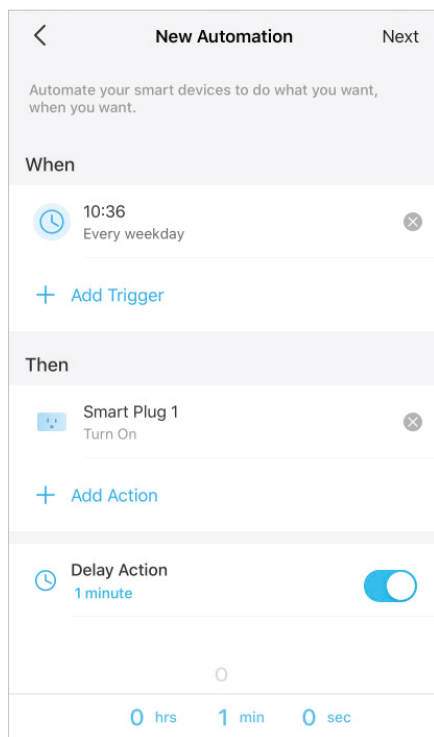 New Automation Next
Automate your smart devices to do what you want,
when you want.
When
10:36
Every weekday
Add Trigger
Then
Smart Plug 1
Turn On
Add Action
Delay Action
1 minute
0
0 hrs 1 min 0 sec